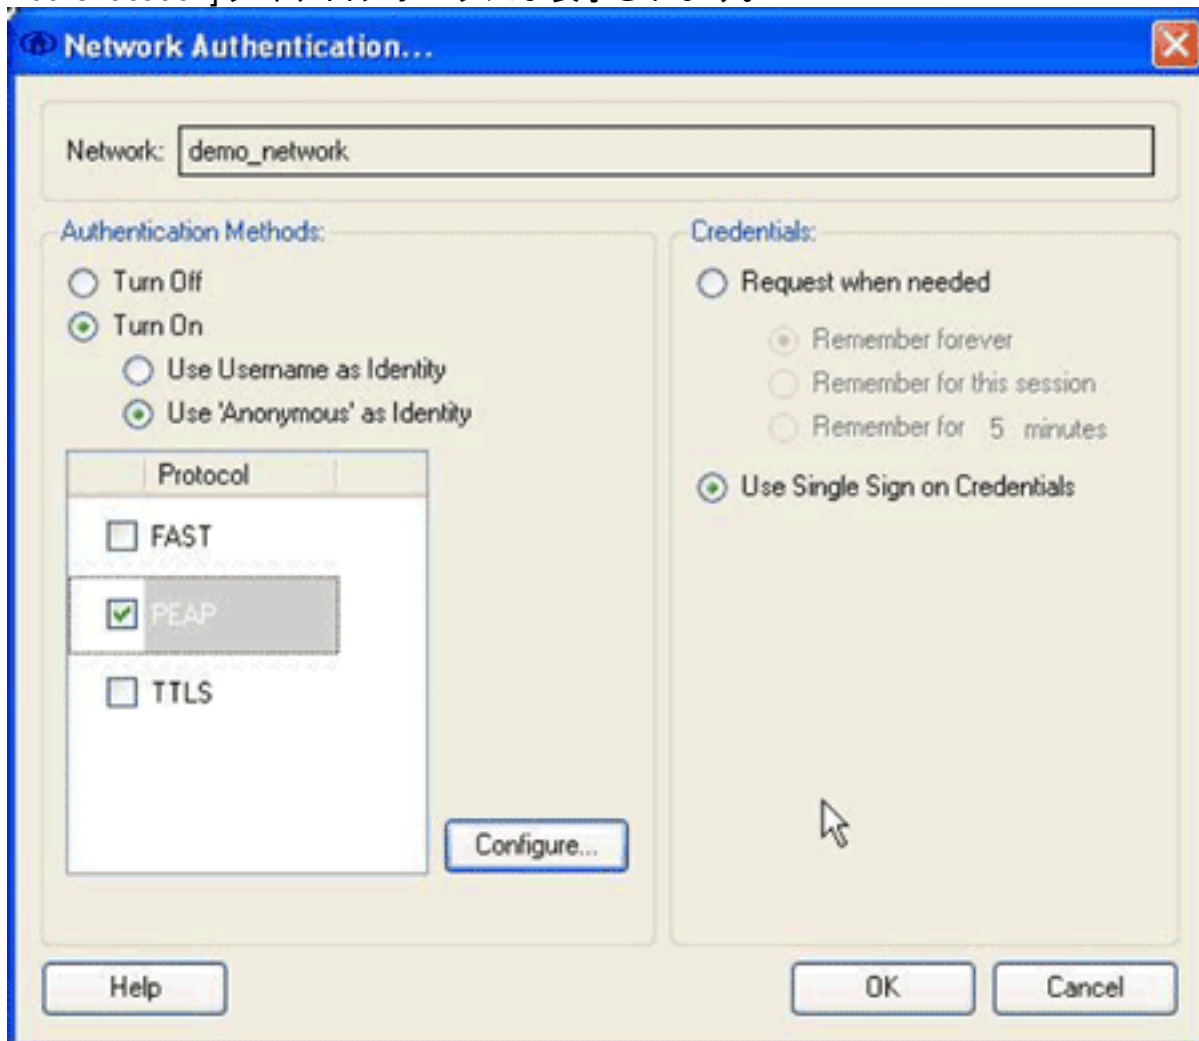 Network Authentication...
Network: demo_network
Authentication Methods:
Turn Off
Turn On
Use Username as Identity
Use 'Anonymous' as Identity
Protocol
FAST
PEAP
TTLS
Configure...
Credentials:
Request when needed
Remember forever
Remember for this session
Remember for 5 minutes
Use Single Sign on Credentials
Help
OK
Cancel